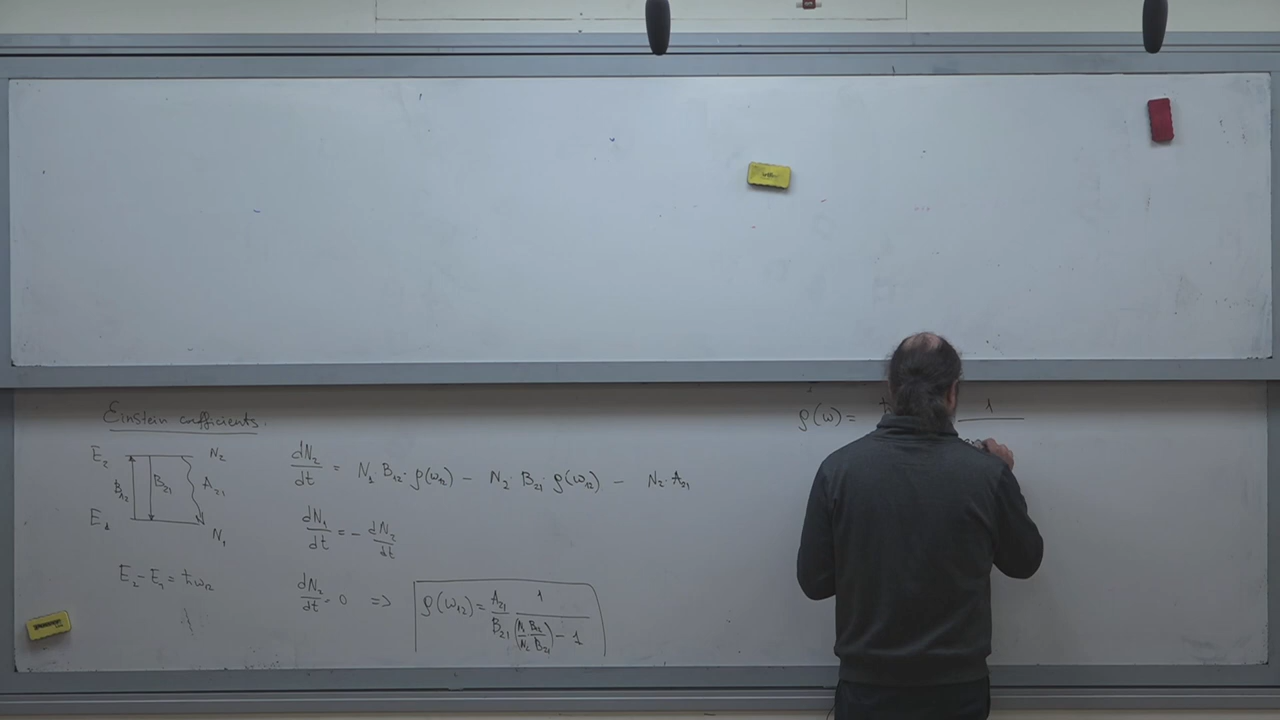 Einstein coefficients.
E₂ N₂
B₁₂ B₂₁ A₂₁
E₁ N₁
E₂ - E₁ = ħω₁₂
dN₂/dt = N₁ B₁₂· ρ(ω₁₂) - N₂· B₂₁· ρ(ω₁₂) - N₂· A₂₁
dN₁/dt = - dN₂/dt
dN₂/dt = 0 => ρ(ω₁₂) = A₂₁/B₂₁ 1/((N₁/N₂ B₁₂/B₂₁) - 1)
ρ(ω) = 1